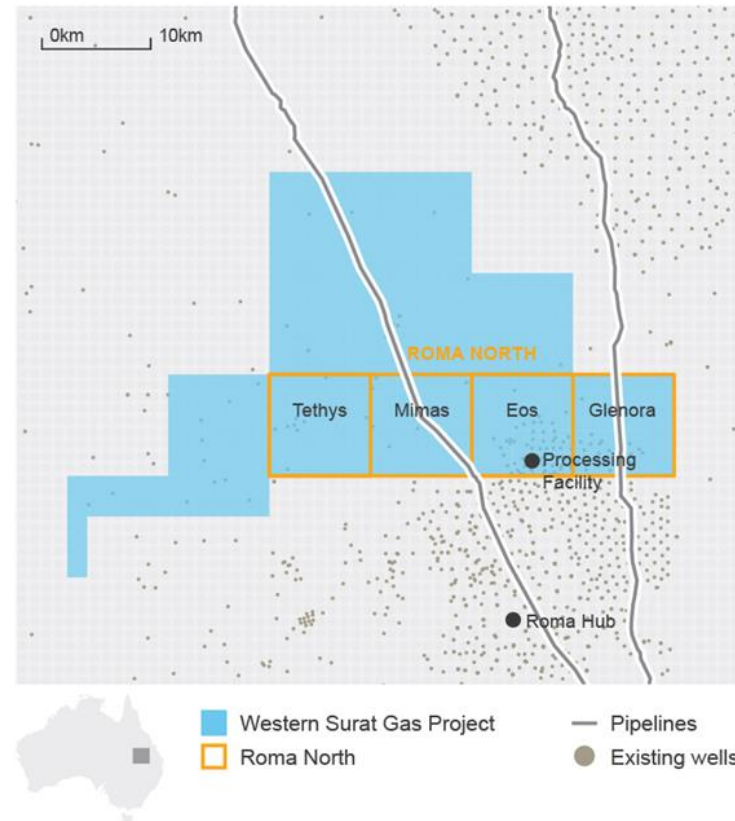 0km 10km
ROMA NORTH
Tethys Mimas Eos Glenora
Processing
Facility
Roma Hub
Western Surat Gas Project Pipelines
Roma North Existing wells